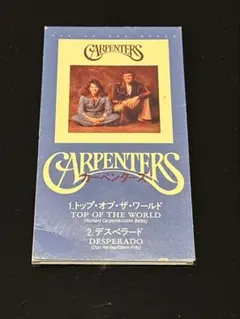 TOP OF THE WORLD
CARPENTERS
CARPENTERS
カーペンターズ
1.トップ・オブ・ザ・ワールド
TOP OF THE WORLD
(Richard Carpenter/John Bettis)
2.デスペラード
DESPERADO
(Don Henley/Glenn Frey)